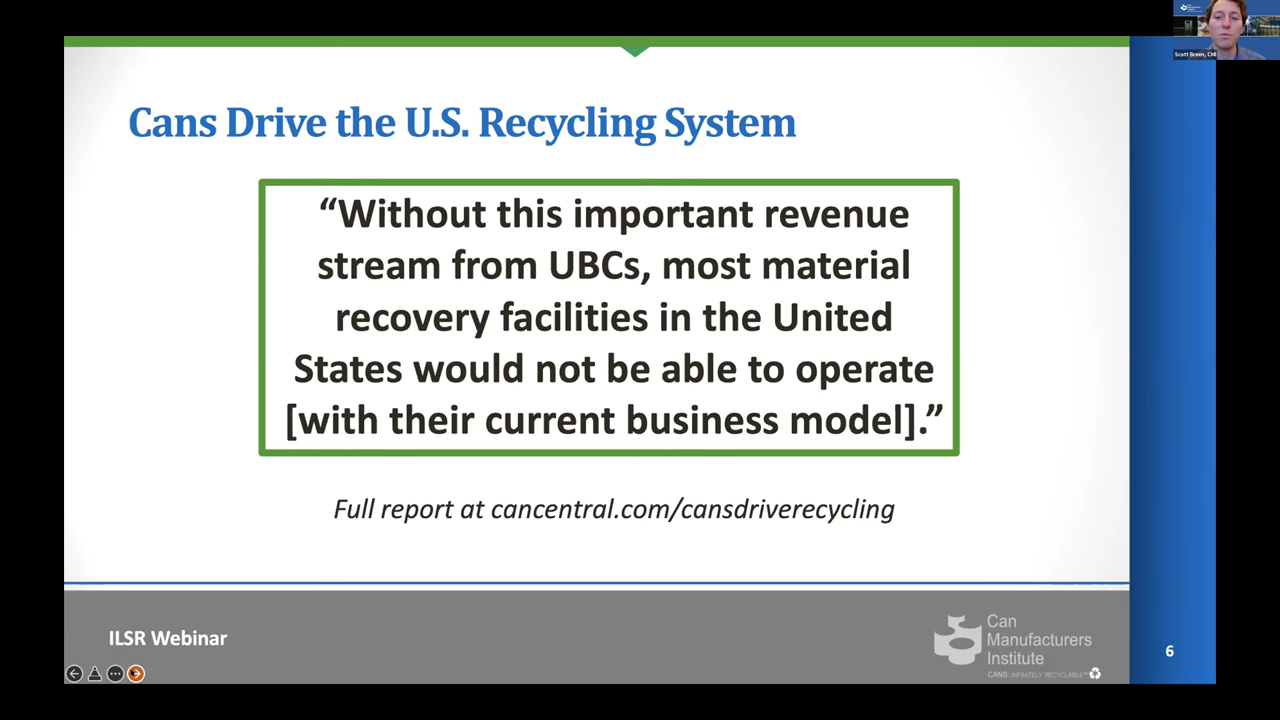 Cans Drive the U.S. Recycling System
“Without this important revenue
stream from UBCs, most material
recovery facilities in the United
States would not be able to operate
[with their current business model].”
Full report at cancentral.com/cansdriverecycling
ILSR Webinar
Can
Manufacturers
Institute
CANS: INFINITELY RECYCLABLE
6
Scott Breen, CMI